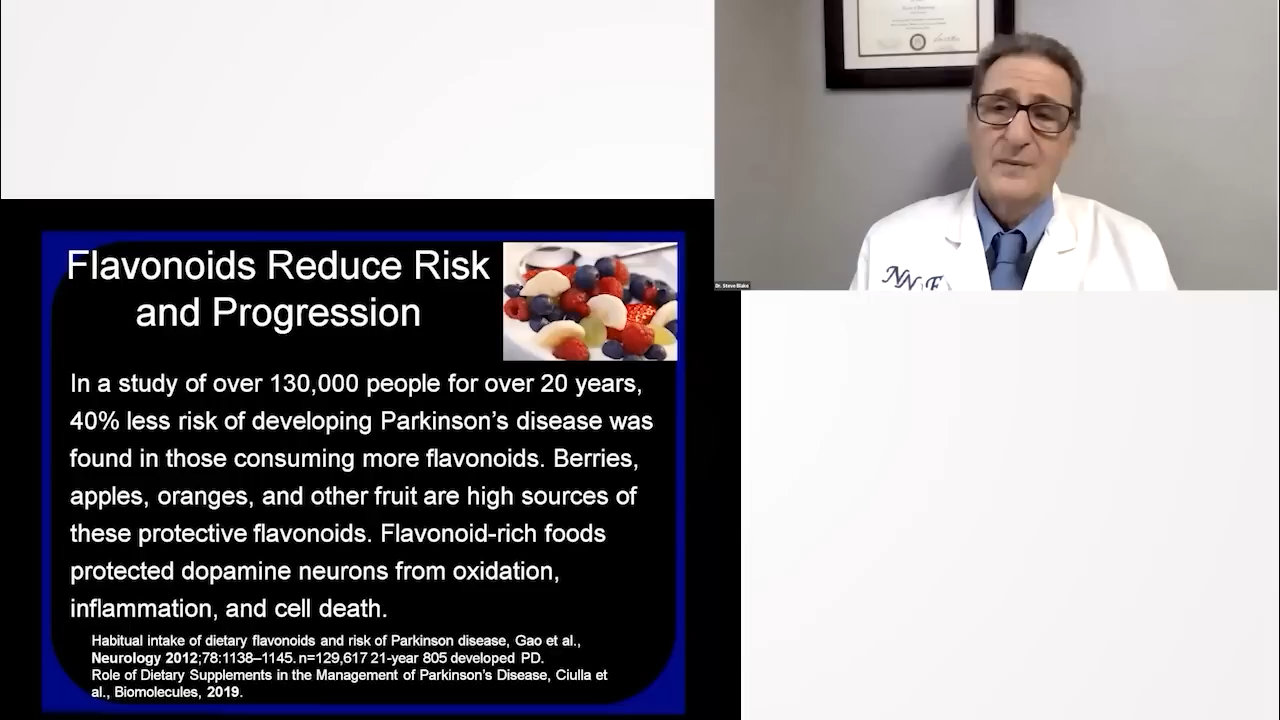 Flavonoids Reduce Risk
and Progression
In a study of over 130,000 people for over 20 years,
40% less risk of developing Parkinson’s disease was
found in those consuming more flavonoids. Berries,
apples, oranges, and other fruit are high sources of
these protective flavonoids. Flavonoid-rich foods
protected dopamine neurons from oxidation,
inflammation, and cell death.
Habitual intake of dietary flavonoids and risk of Parkinson disease, Gao et al.,
Neurology 2012;78:1138–1145. n=129,617 21-year 805 developed PD.
Role of Dietary Supplements in the Management of Parkinson’s Disease, Ciulla et
al., Biomolecules, 2019.
NNRF
Dr. Steve Blake